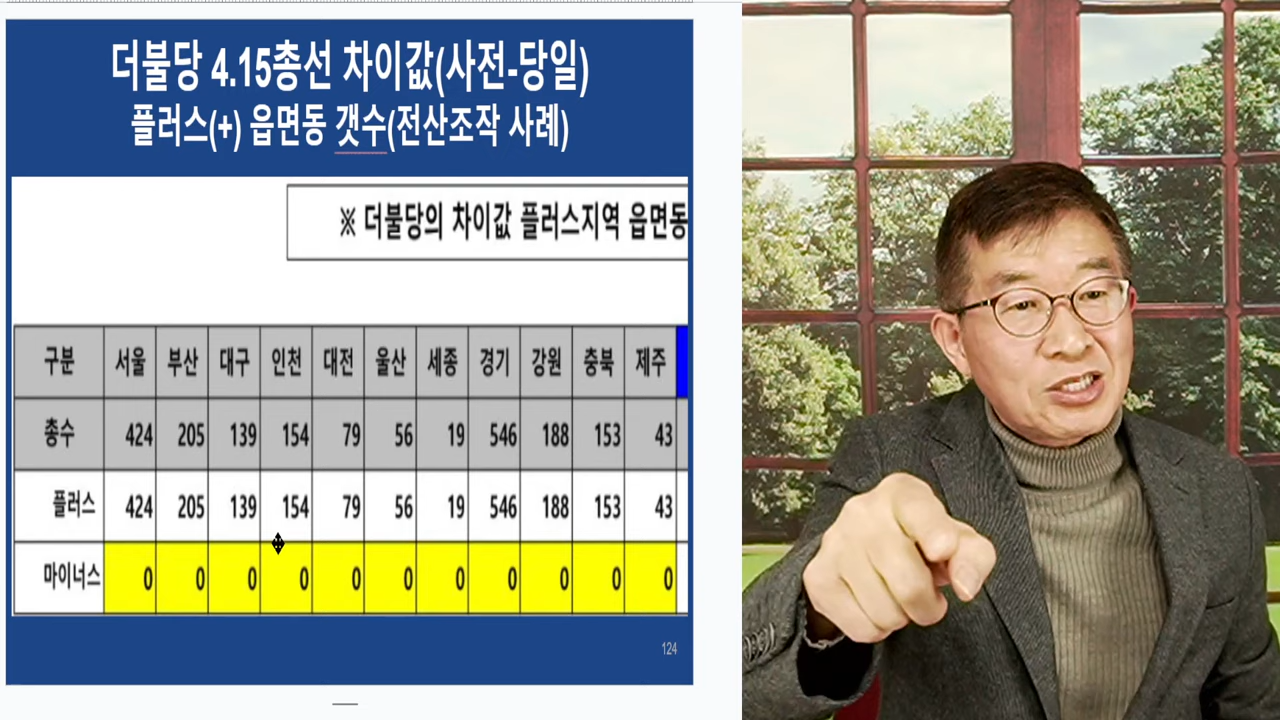 더불당 4.15총선 차이값(사전-당일)
플러스(+) 읍면동 갯수(전산조작 사례)
※ 더불당의 차이값 플러스지역 읍면동
구분 서울 부산 대구 인천 대전 울산 세종 경기 강원 충북 제주
총수 424 205 139 154 79 56 19 546 188 153 43
플러스 424 205 139 154 79 56 19 546 188 153 43
마이너스 0 0 0 0 0 0 0 0 0 0 0
124